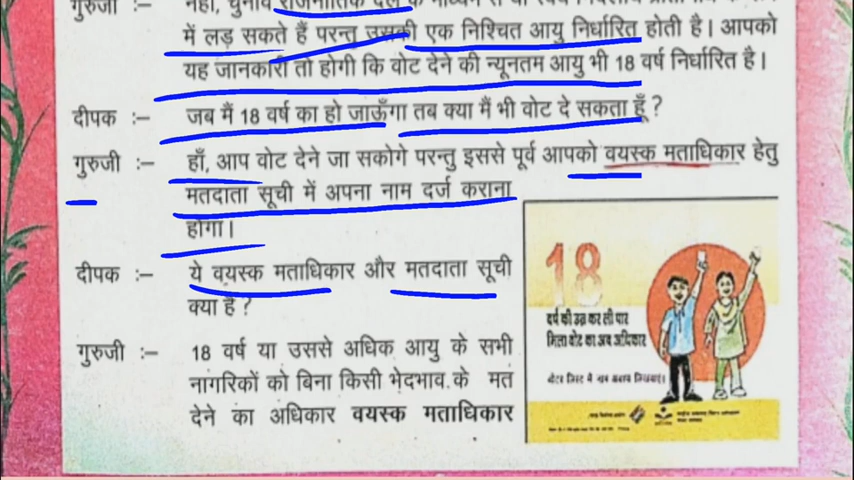 गुरुजी :– नहीं, चुनाव राजनीतिक दल के माध्यम से या
में लड़ सकते हैं परन्तु उसकी एक निश्चित आयु निर्धारित होती है। आपको
यह जानकारी तो होगी कि वोट देने की न्यूनतम आयु भी 18 वर्ष निर्धारित है।
दीपक :– जब मैं 18 वर्ष का हो जाऊँगा तब क्या मैं भी वोट दे सकता हूँ ?
गुरुजी :– हाँ, आप वोट देने जा सकोगे परन्तु इससे पूर्व आपको वयस्क मताधिकार हेतु
मतदाता सूची में अपना नाम दर्ज कराना
होगा।
दीपक :– ये वयस्क मताधिकार और मतदाता सूची
क्या है ?
गुरुजी :– 18 वर्ष या उससे अधिक आयु के सभी
नागरिकों को बिना किसी भेदभाव के मत
देने का अधिकार वयस्क मताधिकार
18
वर्ष की उम्र कर ली पार
मिला वोट का अब अधिकार